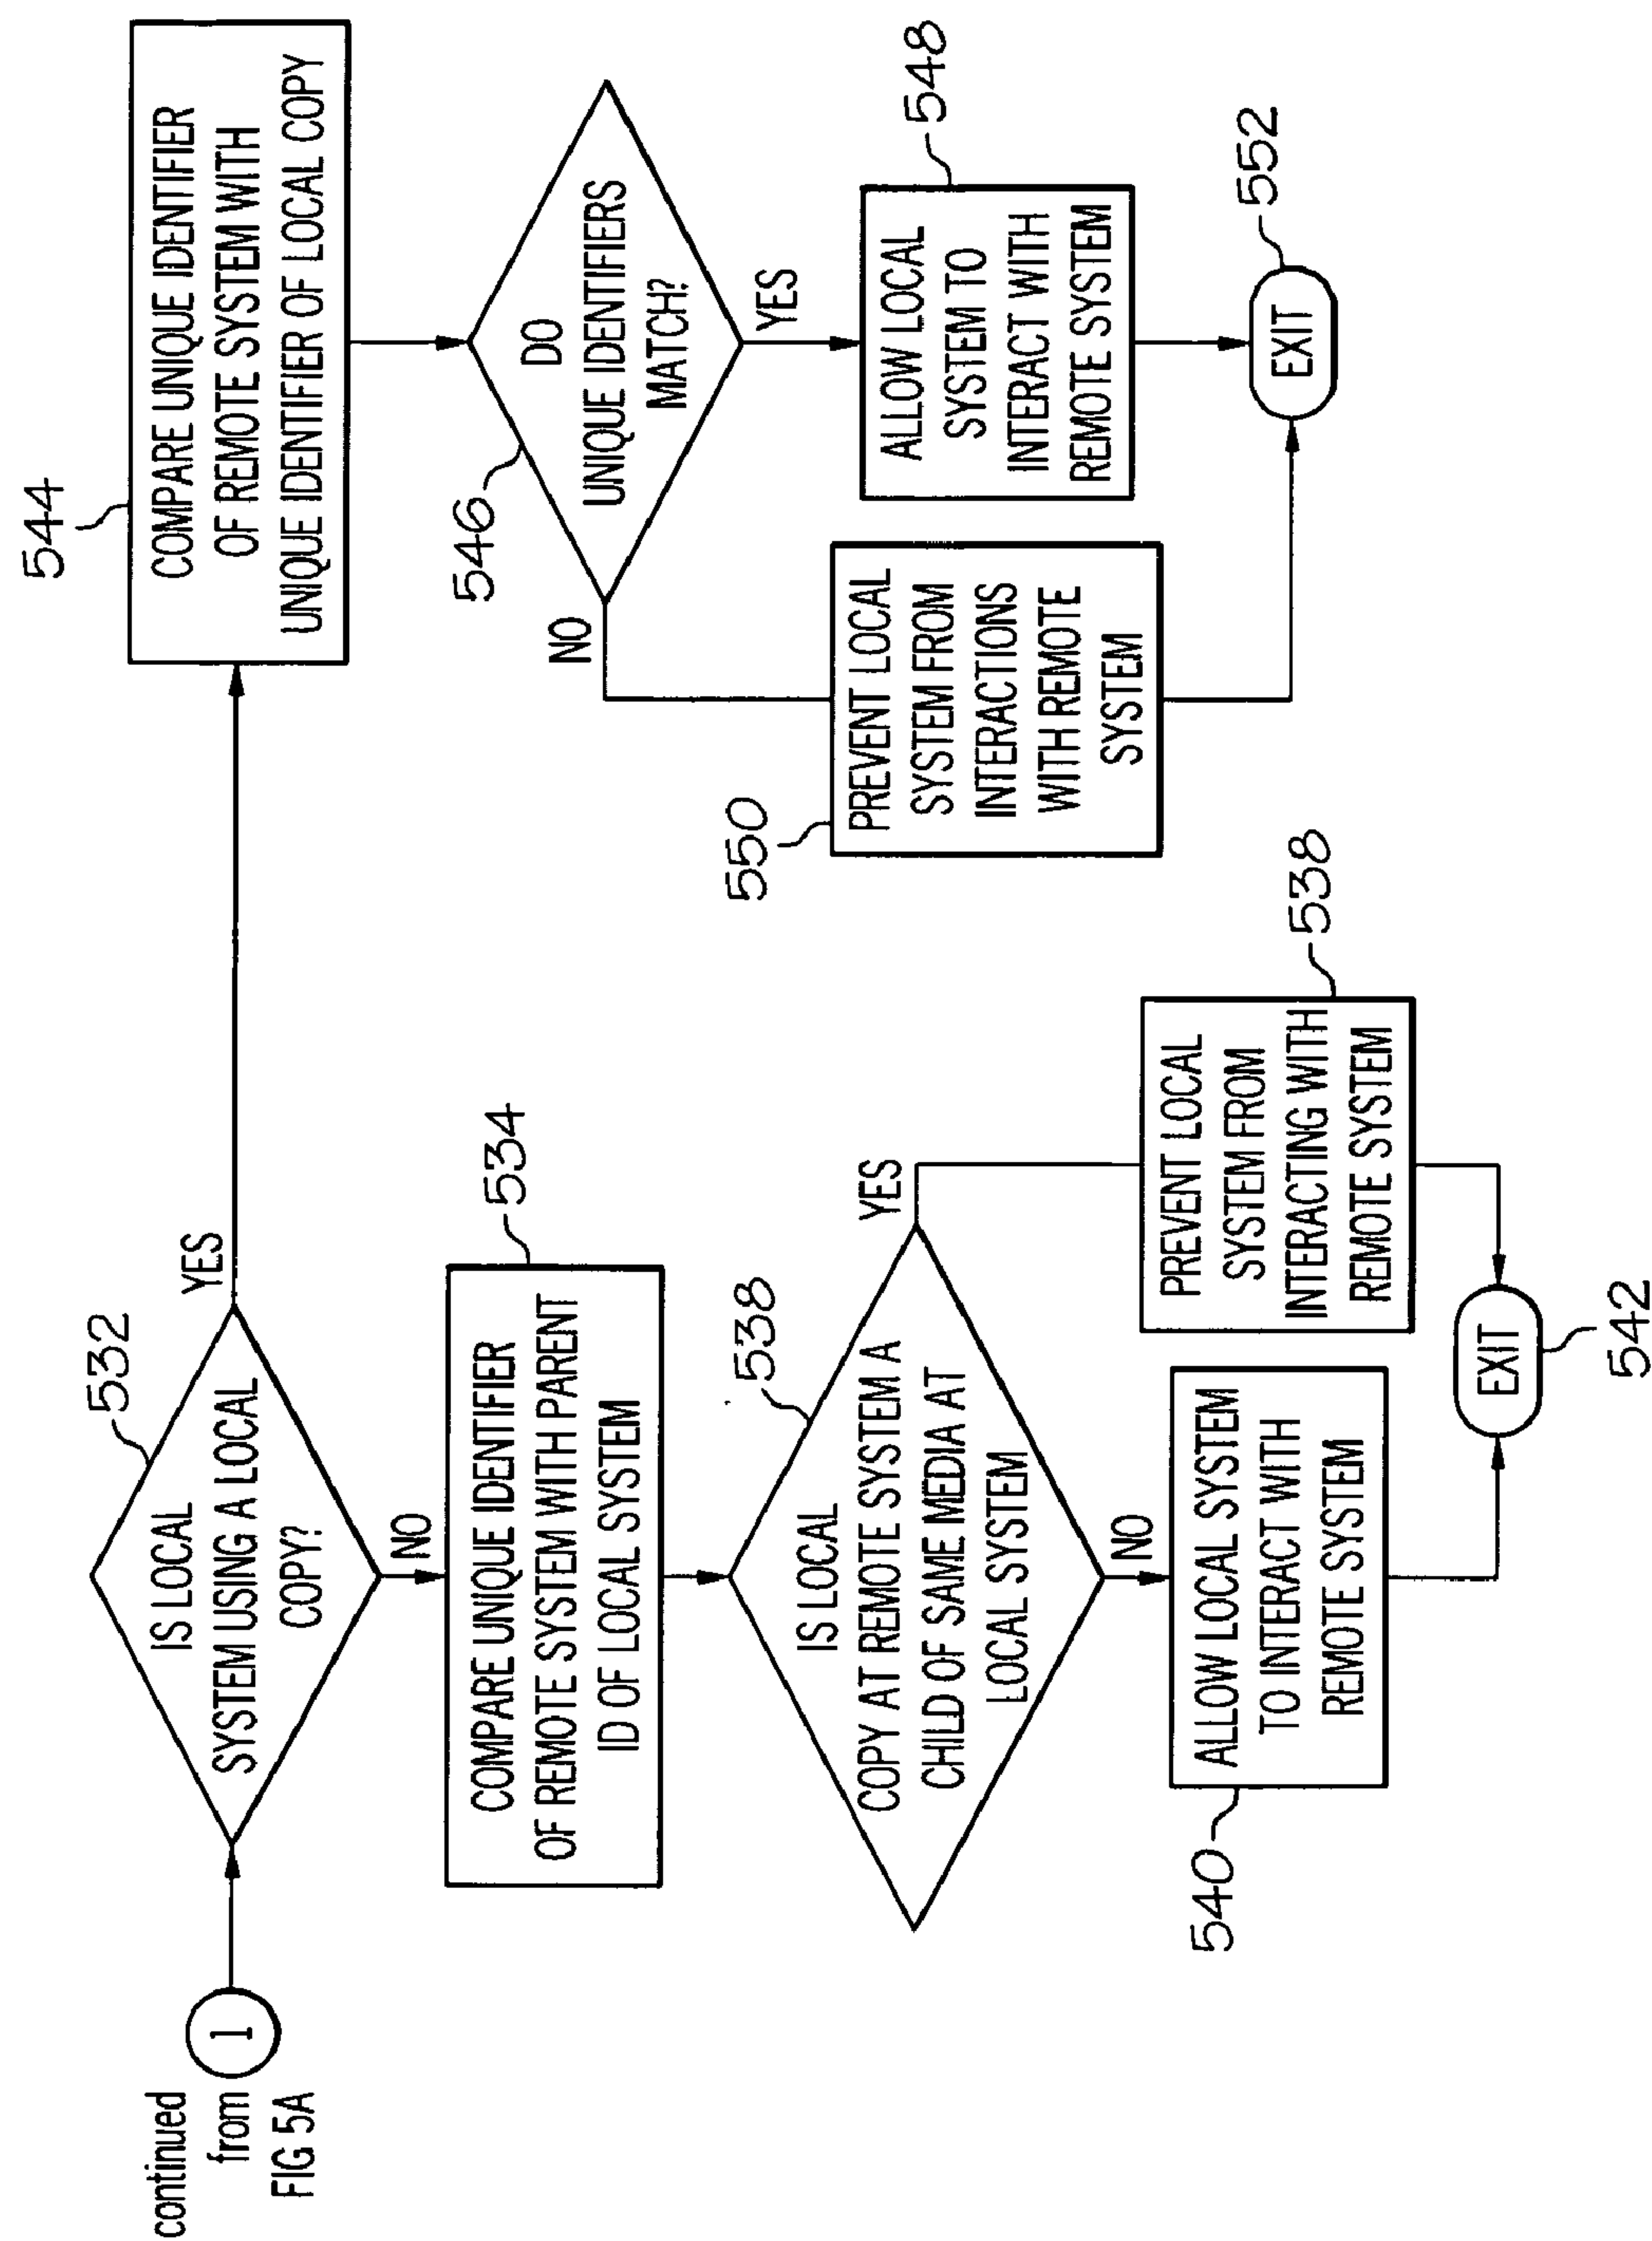 continued
from
FIG 5A
1
532
IS LOCAL
SYSTEM USING A LOCAL
COPY?
YES
NO
534
COMPARE UNIQUE IDENTIFIER
OF REMOTE SYSTEM WITH PARENT
ID OF LOCAL SYSTEM
538
IS LOCAL
COPY AT REMOTE SYSTEM A
CHILD OF SAME MEDIA AT
LOCAL SYSTEM
YES
NO
540
ALLOW LOCAL SYSTEM
TO INTERACT WITH
REMOTE SYSTEM
538
PREVENT LOCAL
SYSTEM FROM
INTERACTING WITH
REMOTE SYSTEM
EXIT
542
544
COMPARE UNIQUE IDENTIFIER
OF REMOTE SYSTEM WITH
UNIQUE IDENTIFIER OF LOCAL COPY
546
DO
UNIQUE IDENTIFIERS
MATCH?
NO
YES
550
PREVENT LOCAL
SYSTEM FROM
INTERACTIONS
WITH REMOTE
SYSTEM
548
ALLOW LOCAL
SYSTEM TO
INTERACT WITH
REMOTE SYSTEM
552
EXIT